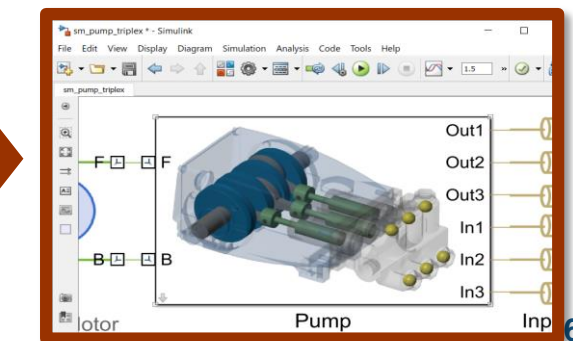 sm_pump_triplex * - Simulink
File Edit View Display Diagram Simulation Analysis Code Tools Help
1.5 »
sm_pump_triplex
Out1
F F Out2
Out3
In1
B B In2
In3
otor Pump Inp
6